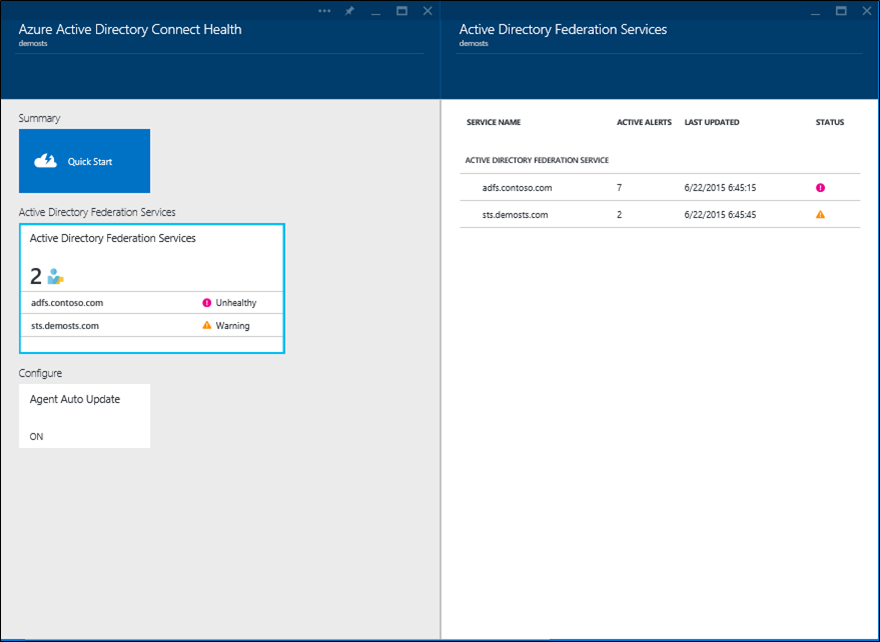 Azure Active Directory Connect Health
demosts
Summary
Quick Start
Active Directory Federation Services
Active Directory Federation Services
2
adfs.contoso.com Unhealthy
sts.demosts.com Warning
Configure
Agent Auto Update
ON
Active Directory Federation Services
demosts
SERVICE NAME ACTIVE ALERTS LAST UPDATED STATUS
ACTIVE DIRECTORY FEDERATION SERVICE
adfs.contoso.com 7 6/22/2015 6:45:15
sts.demosts.com 2 6/22/2015 6:45:45